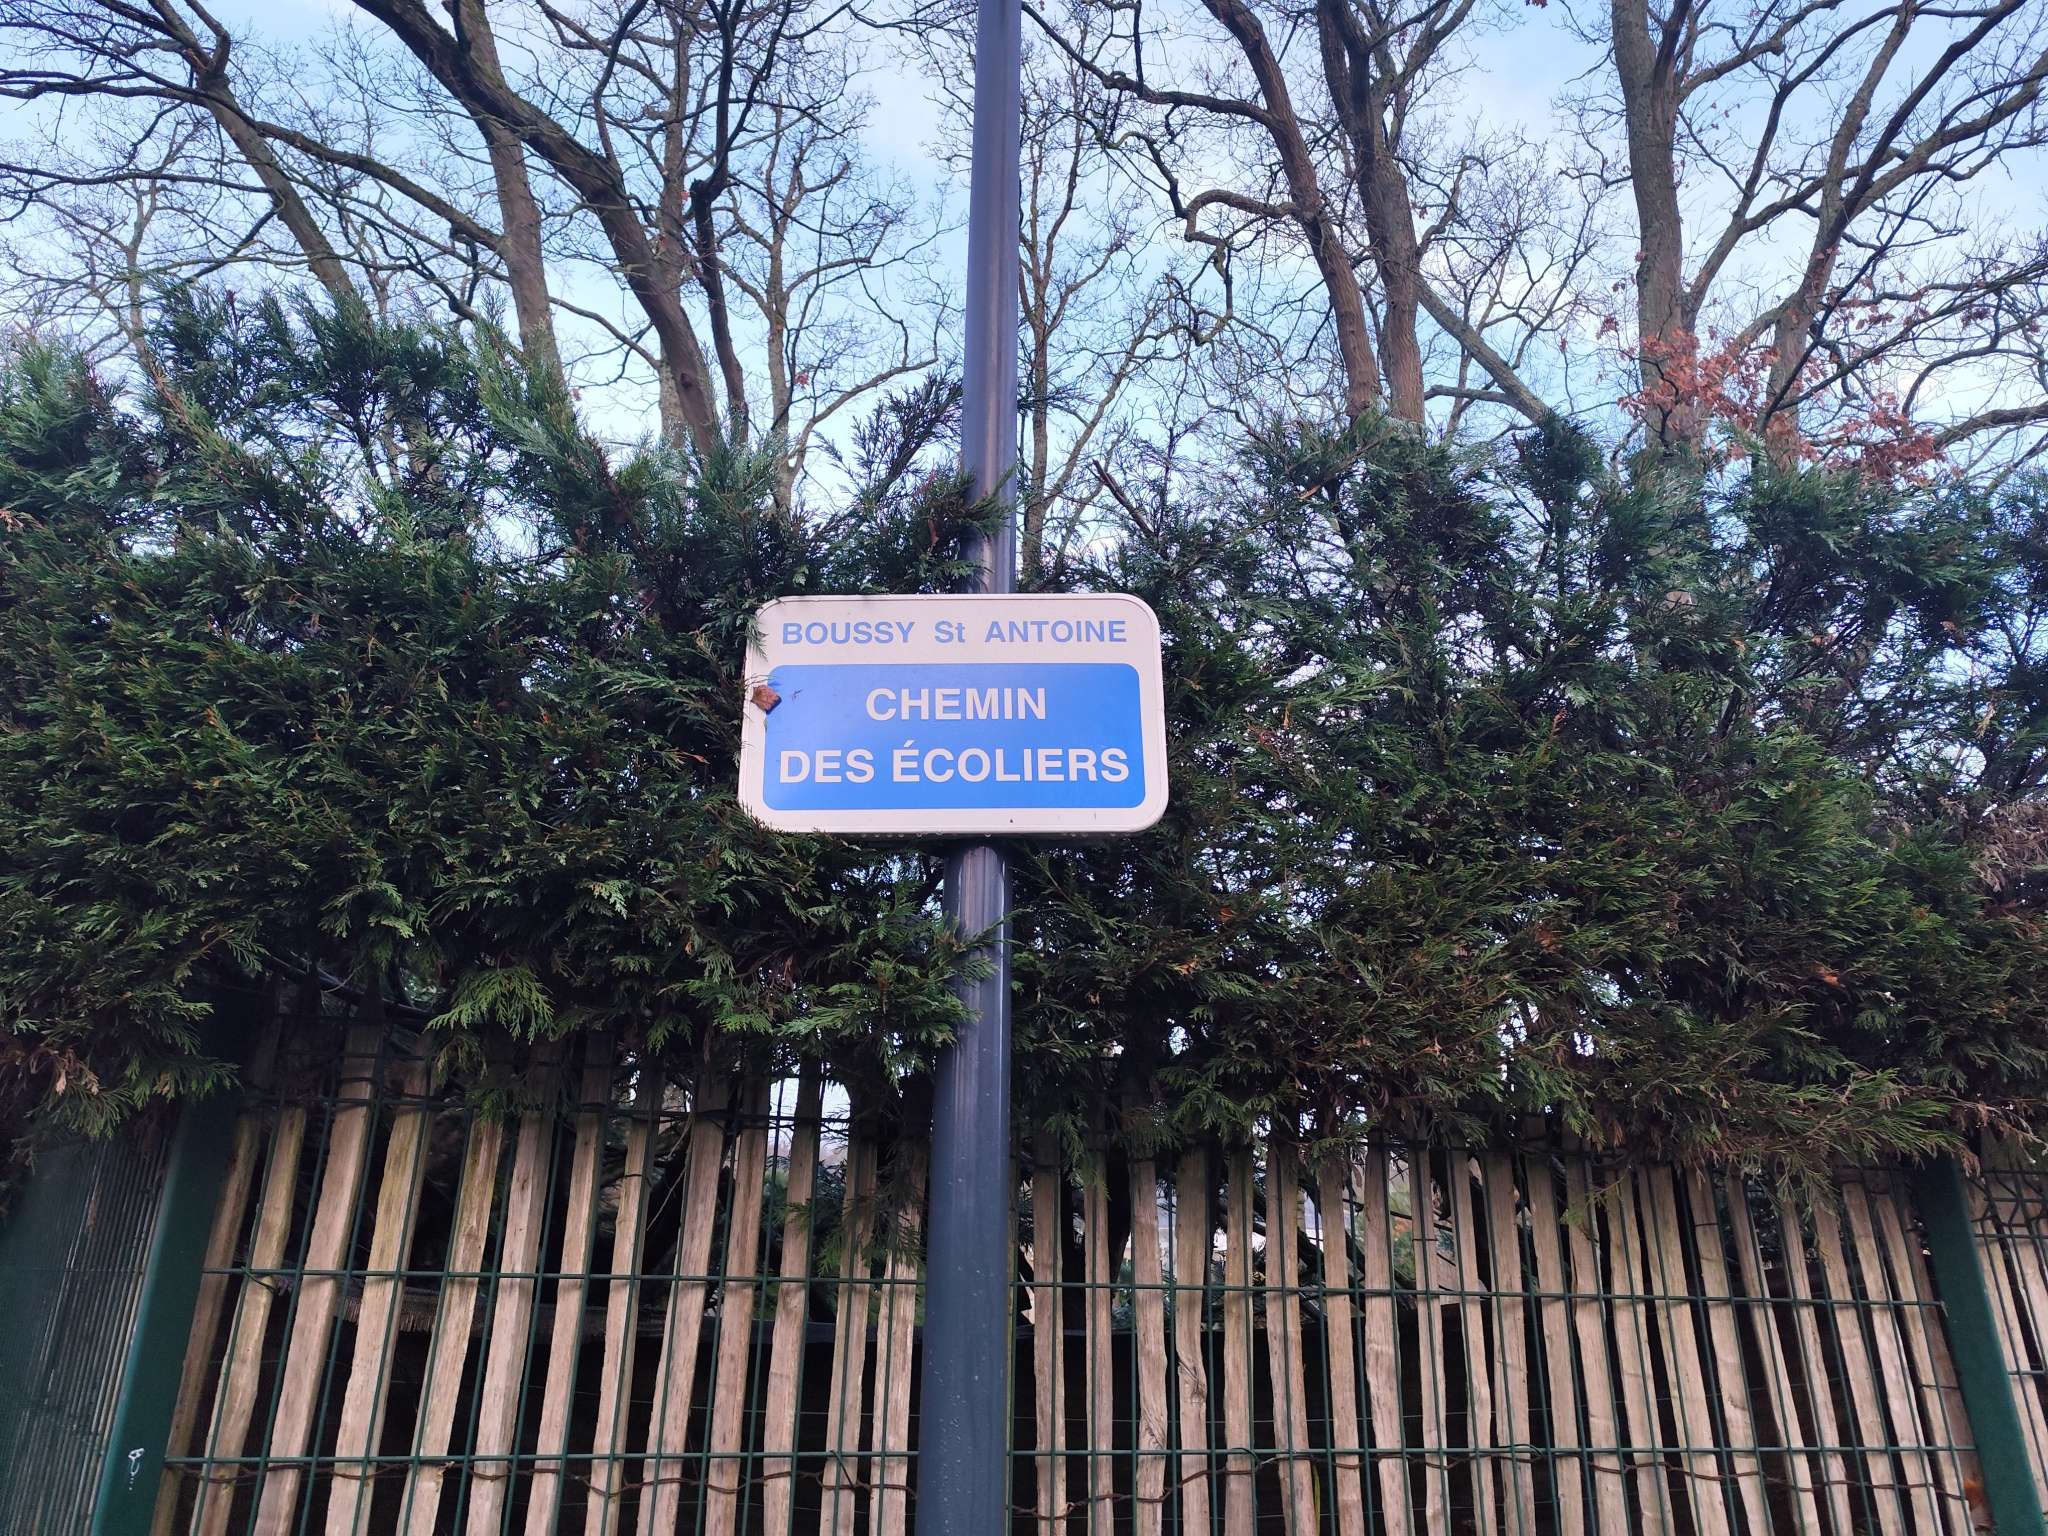 BOUSSY St ANTOINE
CHEMIN
DES ÉCOLIERS